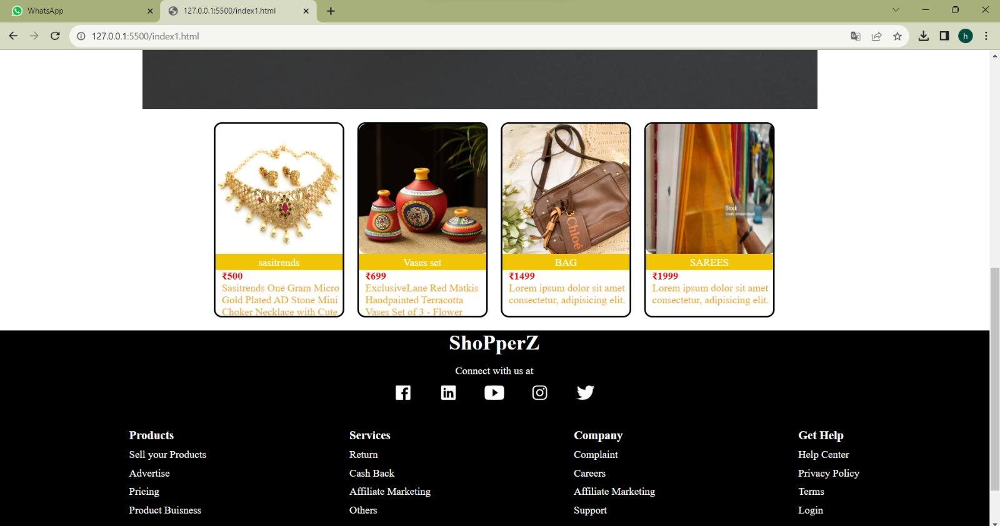 WhatsApp
127.0.0.1:5500/index1.html
127.0.0.1:5500/index1.html
h
Chloé
iStock
Credit: Arindam Ghosh
sasitrends
₹500
Sasitrends One Gram Micro
Gold Plated AD Stone Mini
Choker Necklace with Cute
Vases set
₹699
ExclusiveLane Red Matkis
Handpainted Terracotta
Vases Set of 3 - Flower
BAG
₹1499
Lorem ipsum dolor sit amet
consectetur, adipisicing elit.
SAREES
₹1999
Lorem ipsum dolor sit amet
consectetur, adipisicing elit.
ShoPperZ
Connect with us at
Products
Sell your Products
Advertise
Pricing
Product Buisness
Services
Return
Cash Back
Affiliate Marketing
Others
Company
Complaint
Careers
Affiliate Marketing
Support
Get Help
Help Center
Privacy Policy
Terms
Login